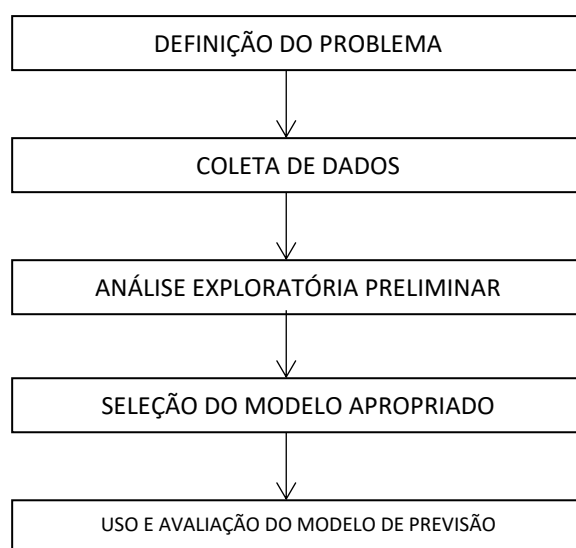 DEFINIÇÃO DO PROBLEMA
COLETA DE DADOS
ANÁLISE EXPLORATÓRIA PRELIMINAR
SELEÇÃO DO MODELO APROPRIADO
USO E AVALIAÇÃO DO MODELO DE PREVISÃO